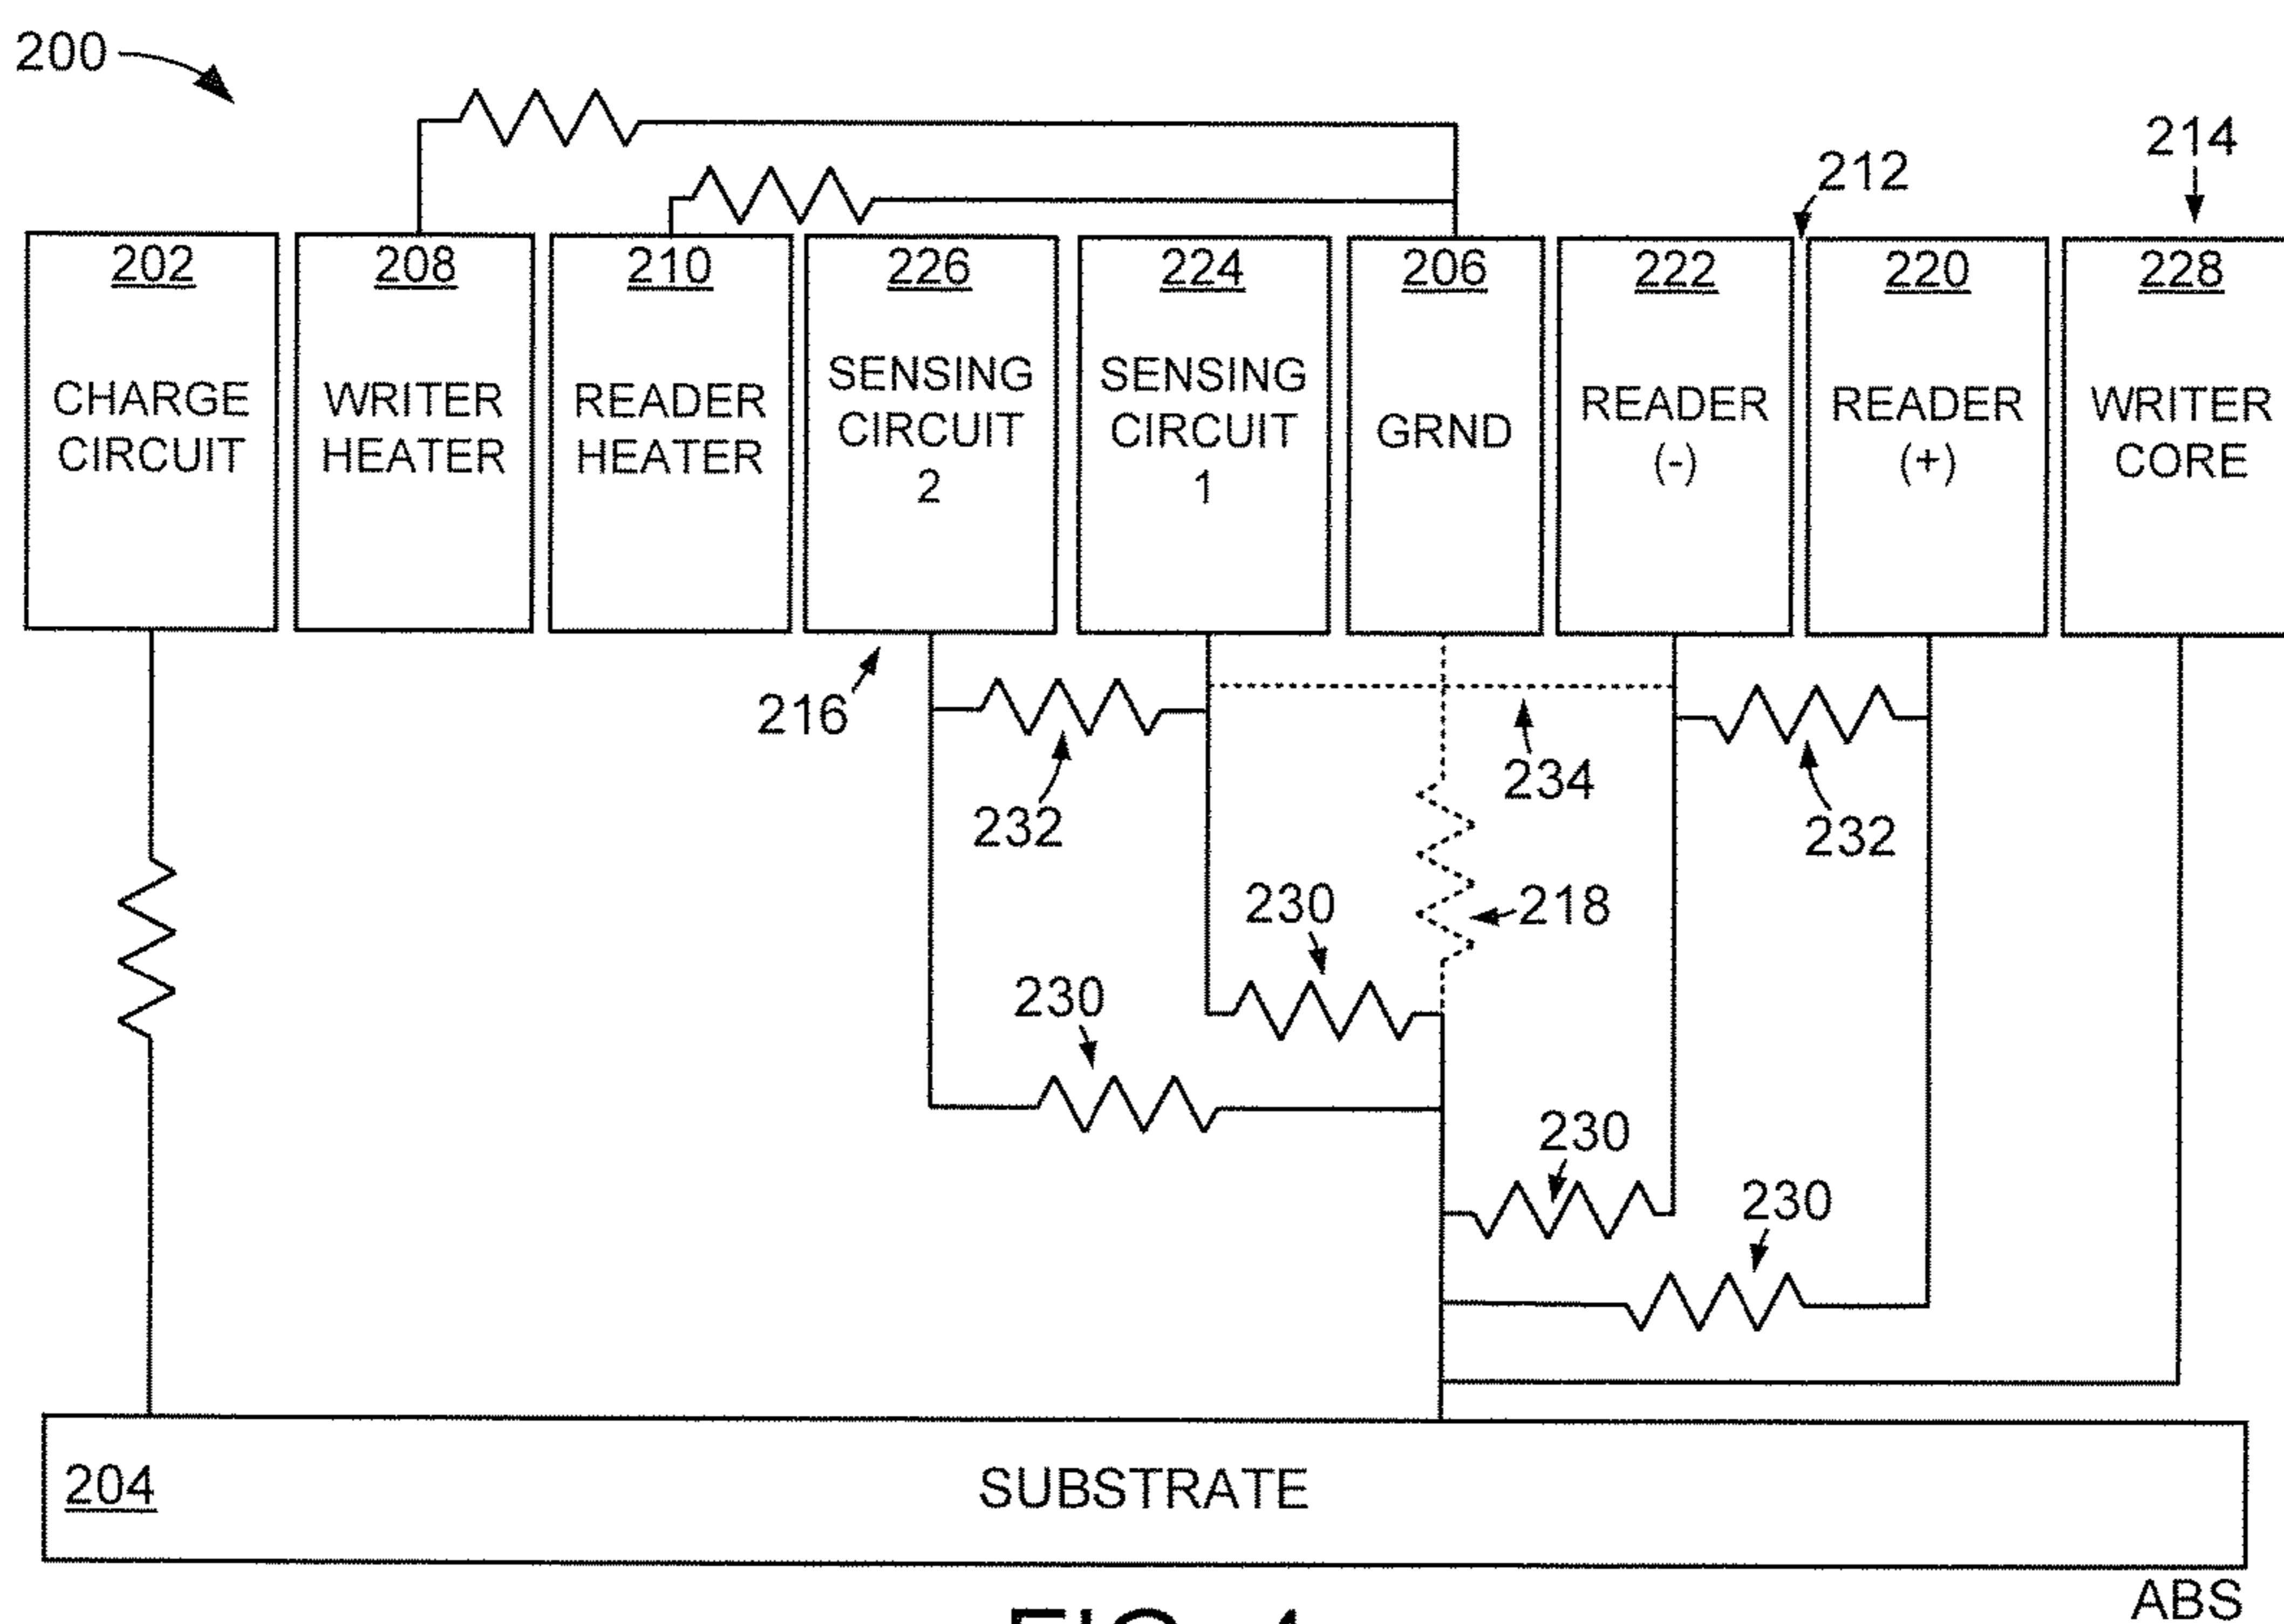 200
214
212
202
208
210
226
224
206
222
220
228
CHARGE
CIRCUIT
WRITER
HEATER
READER
HEATER
SENSING
CIRCUIT
2
SENSING
CIRCUIT
1
GRND
READER
(-)
READER
(+)
WRITER
CORE
216
234
232
232
230
218
230
230
230
204
SUBSTRATE
ABS